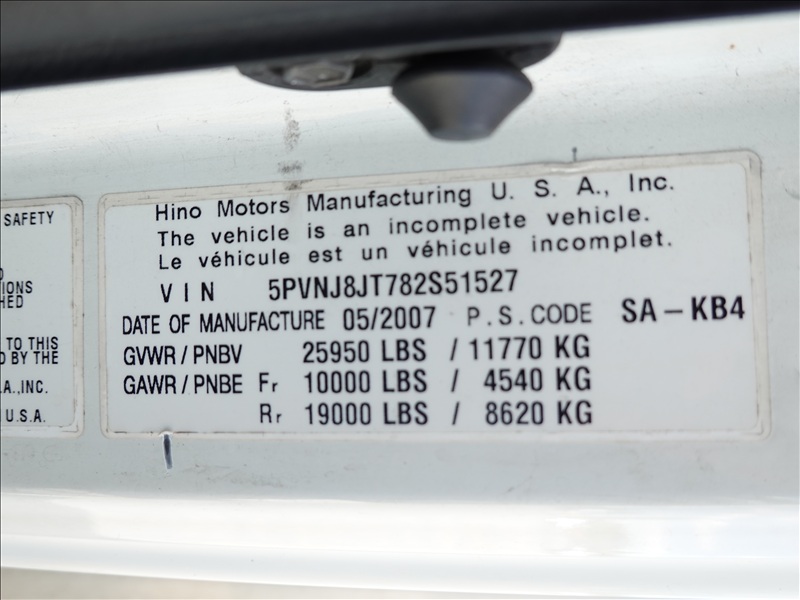 SAFETY
IONS
HED
TO THIS
BY THE
A.,INC.
U.S.A.
Hino Motors Manufacturing U. S. A., Inc.
The vehicle is an incomplete vehicle.
Le véhicule est un véhicule incomplet.
VIN 5PVNJ8JT782S51527
DATE OF MANUFACTURE 05/2007 P.S.CODE SA-KB4
GVWR/PNBV 25950 LBS / 11770 KG
GAWR/PNBE Fr 10000 LBS / 4540 KG
Rr 19000 LBS / 8620 KG